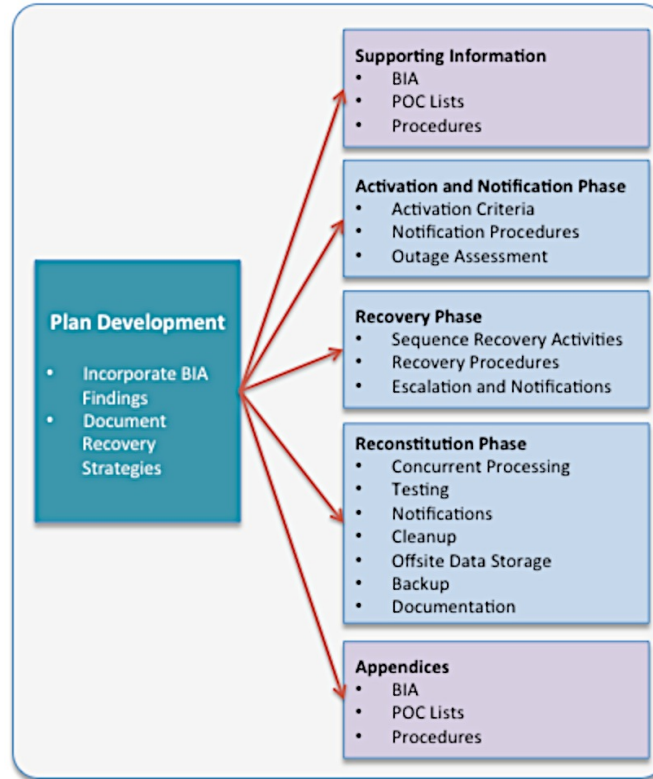 Plan Development
• Incorporate BIA
Findings
• Document
Recovery
Strategies
Supporting Information
• BIA
• POC Lists
• Procedures
Activation and Notification Phase
• Activation Criteria
• Notification Procedures
• Outage Assessment
Recovery Phase
• Sequence Recovery Activities
• Recovery Procedures
• Escalation and Notifications
Reconstitution Phase
• Concurrent Processing
• Testing
• Notifications
• Cleanup
• Offsite Data Storage
• Backup
• Documentation
Appendices
• BIA
• POC Lists
• Procedures